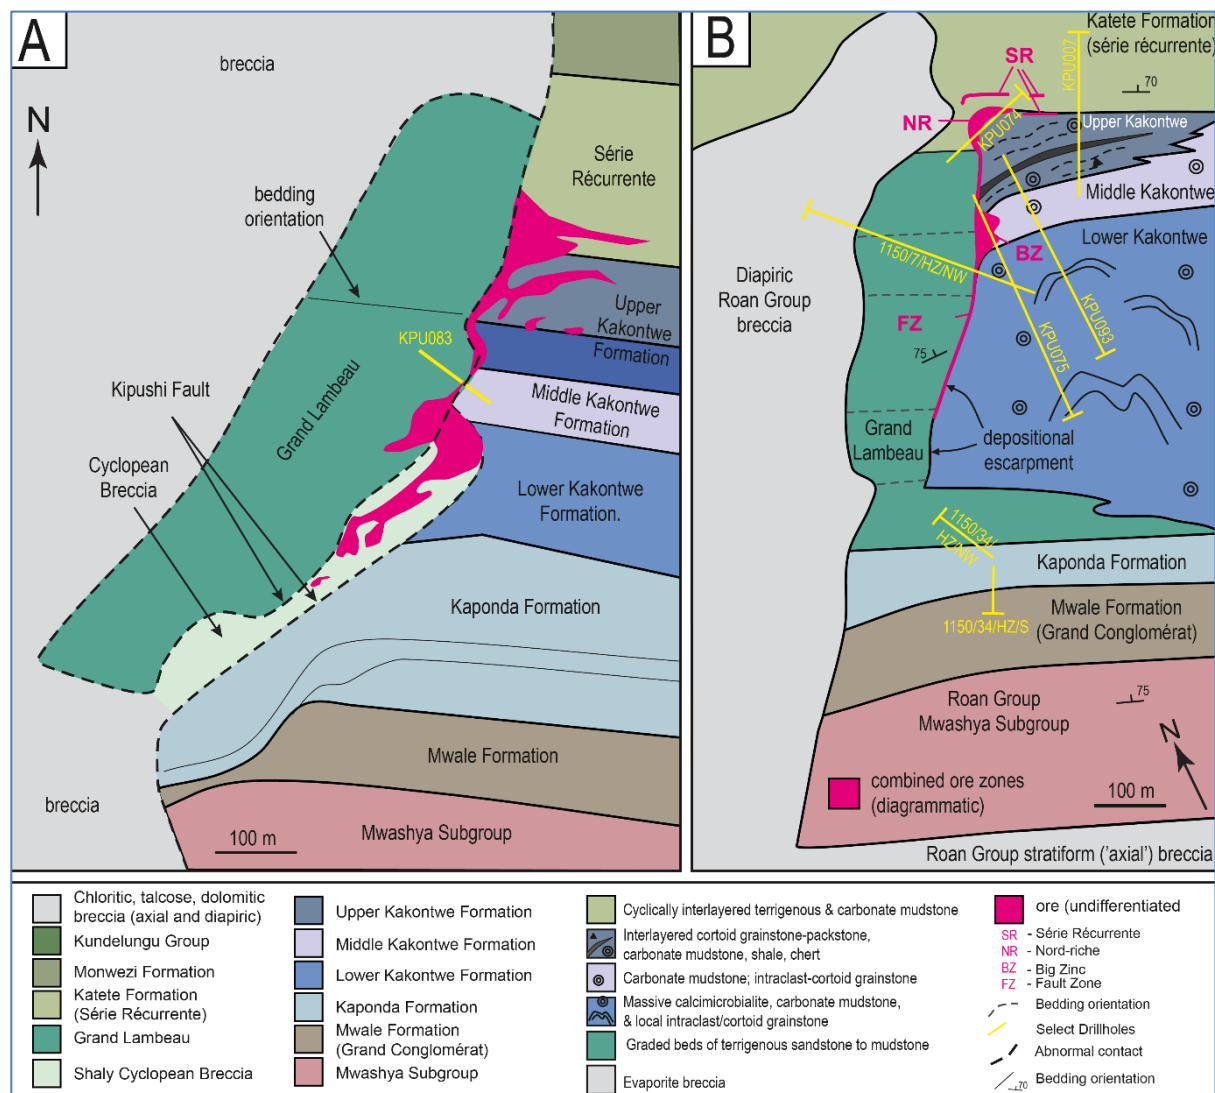 A
breccia
N
bedding
orientation
KPU083
Kipushi Fault
Cyclopean
Breccia
Grand Lambeau
breccia
100 m
Série
Récurrente
Upper
Kakontwe
Formation
Middle Kakontwe
Formation
Lower Kakontwe
Formation.
Kaponda Formation
Mwale Formation
Mwashya Subgroup
B
Katete Formation
(série récurrente)
KPU007
70
SR
NR
KPU074
Upper Kakontwe
Middle Kakontwe
Lower Kakontwe
BZ
1150/7/HZ/NW
Diapiric
Roan Group
breccia
FZ
75
KPU075
KPU093
Grand
Lambeau
depositional
escarpment
1150/34/
HZ/NW
Kaponda Formation
1150/34/HZ/S
Mwale Formation
(Grand Conglomérat)
Roan Group
Mwashya Subgroup
75
N
combined ore zones
(diagrammatic)
100 m
Roan Group stratiform ('axial') breccia
Chloritic, talcose, dolomitic
breccia (axial and diapiric)
Kundelungu Group
Monwezi Formation
Katete Formation
(Série Récurrente)
Grand Lambeau
Shaly Cyclopean Breccia
Upper Kakontwe Formation
Middle Kakontwe Formation
Lower Kakontwe Formation
Kaponda Formation
Mwale Formation
(Grand Conglomérat)
Mwashya Subgroup
Cyclically interlayered terrigenous & carbonate mudstone
Interlayered cortoid grainstone-packstone,
carbonate mudstone, shale, chert
Carbonate mudstone; intraclast-cortoid grainstone
Massive calcimicrobialite, carbonate mudstone,
& local intraclast/cortoid grainstone
Graded beds of terrigenous sandstone to mudstone
Evaporite breccia
ore (undifferentiated
SR - Série Récurrente
NR - Nord-riche
BZ - Big Zinc
FZ - Fault Zone
Bedding orientation
Select Drillholes
Abnormal contact
70 Bedding orientation